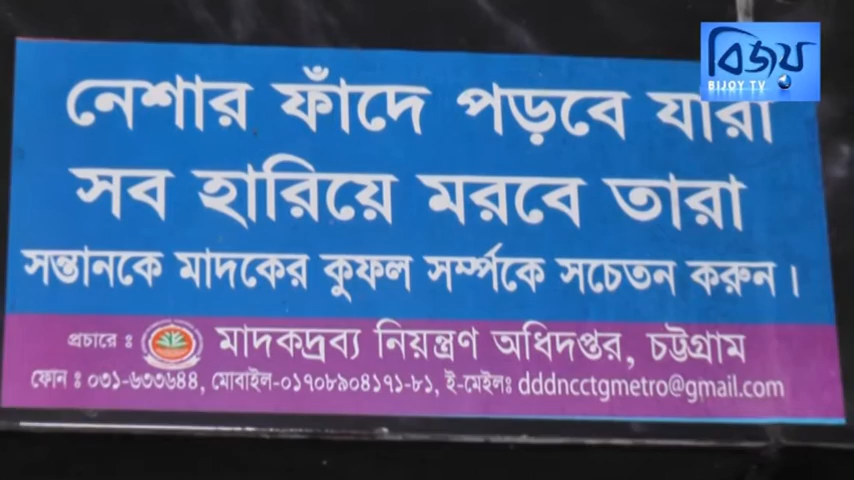 বিজয়
BIJOY TV
নেশার ফাঁদে পড়বে যারা
সব হারিয়ে মরবে তারা
সন্তানকে মাদকের কুফল সর্ম্পকে সচেতন করুন।
প্রচারে : মাদকদ্রব্য নিয়ন্ত্রণ অধিদপ্তর, চট্টগ্রাম
ফোন : ০৩১-৬৩৩৬৪৪, মোবাইল-০১৭০৮৯০৪১৭১-৮১, ই-মেইলঃ dddncctgmetro@gmail.com